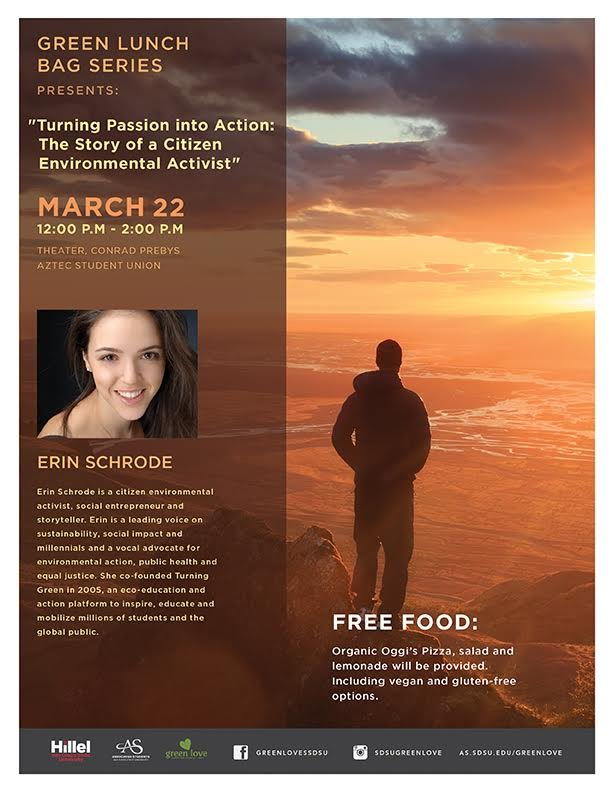 GREEN LUNCH
BAG SERIES
PRESENTS:
"Turning Passion into Action:
The Story of a Citizen
Environmental Activist"
MARCH 22
12:00 P.M - 2:00 P.M
THEATER, CONRAD PREBYS
AZTEC STUDENT UNION
ERIN SCHRODE
Erin Schrode is a citizen environmental
activist, social entrepreneur and
storyteller. Erin is a leading voice on
sustainability, social impact and
millennials and a vocal advocate for
environmental action, public health and
equal justice. She co-founded Turning
Green in 2005, an eco-education and
action platform to inspire, educate and
mobilize millions of students and the
global public.
FREE FOOD:
Organic Oggi's Pizza, salad and
lemonade will be provided.
Including vegan and gluten-free
options.
Hillel
AS
ASSOCIATED STUDENTS
green love
GREENLOVESSDSU
SDSUGREENLOVE
AS.SDSU.EDU/GREENLOVE